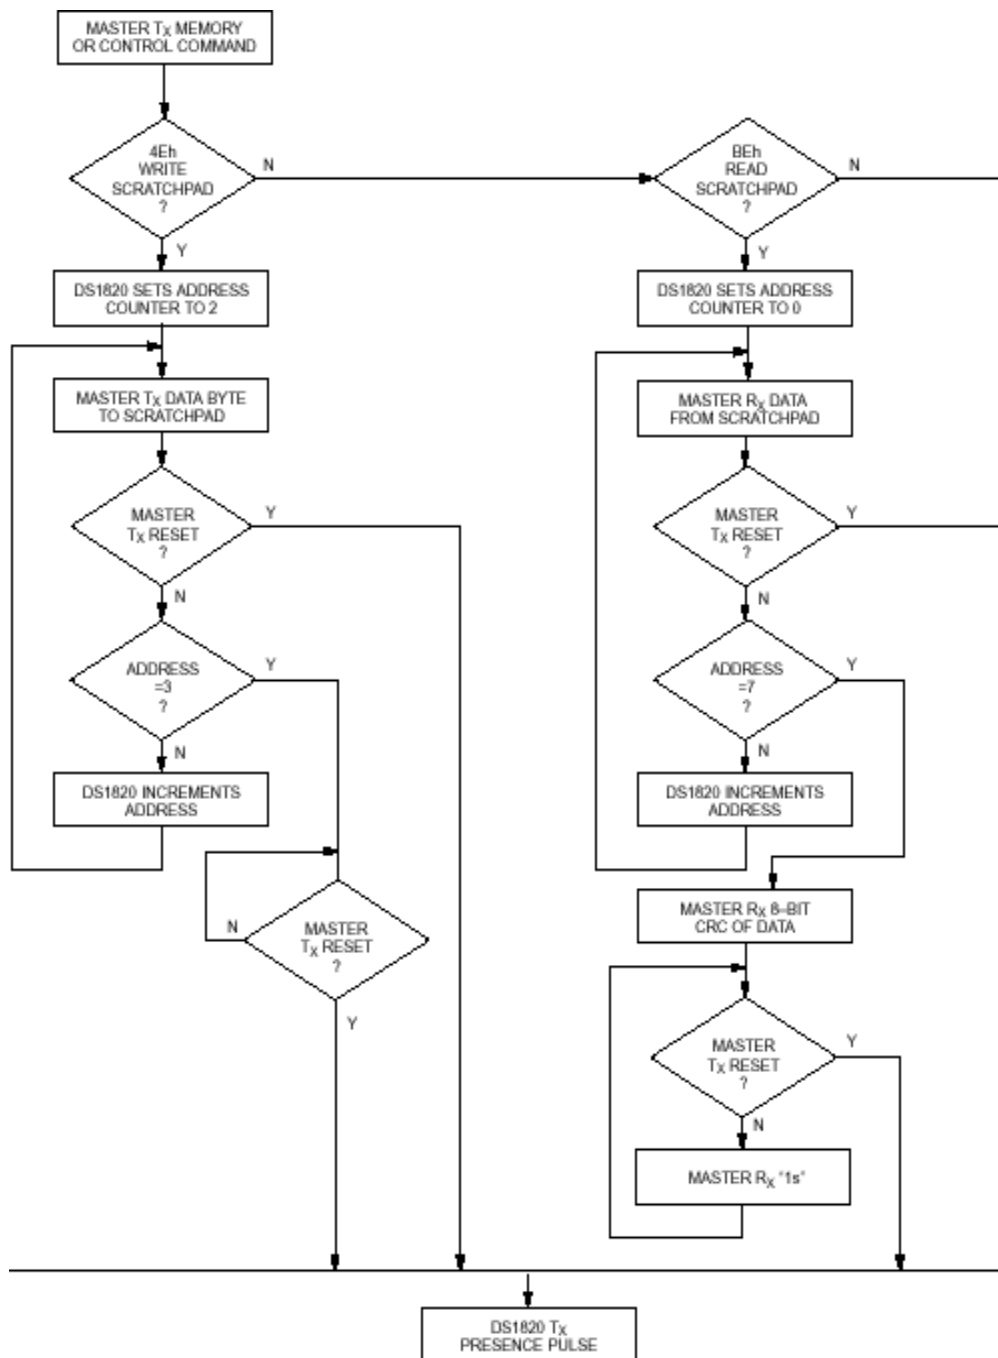 MASTER TX MEMORY
OR CONTROL COMMAND
4Eh
WRITE
SCRATCHPAD
?
N
Y
DS1820 SETS ADDRESS
COUNTER TO 2
MASTER TX DATA BYTE
TO SCRATCHPAD
MASTER
TX RESET
?
Y
N
ADDRESS
=3
?
Y
N
DS1820 INCREMENTS
ADDRESS
MASTER
TX RESET
?
N
Y
BEh
READ
SCRATCHPAD
?
N
Y
DS1820 SETS ADDRESS
COUNTER TO 0
MASTER RX DATA
FROM SCRATCHPAD
MASTER
TX RESET
?
Y
N
ADDRESS
=7
?
Y
N
DS1820 INCREMENTS
ADDRESS
MASTER RX 8–BIT
CRC OF DATA
MASTER
TX RESET
?
Y
N
MASTER RX "1s"
DS1820 TX
PRESENCE PULSE